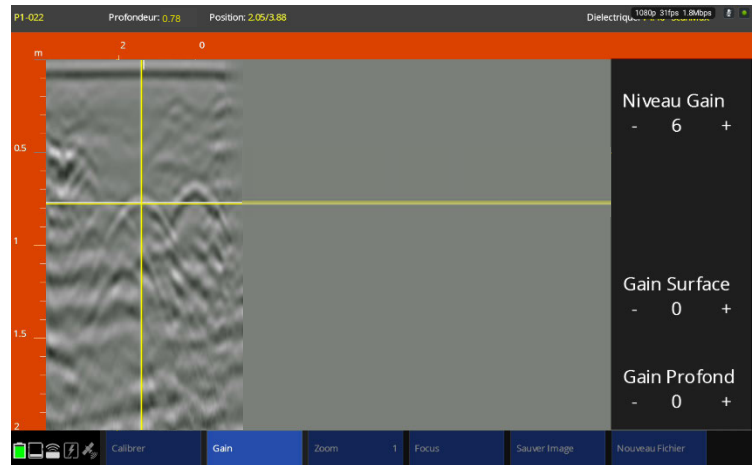 P1-022 Profondeur: 0.78 Position: 2.05/3.88 1080p 31fps 1.8Mbps
2 0
m
0.5
1
1.5
2
Niveau Gain
- 6 +
Gain Surface
- 0 +
Gain Profond
- 0 +
Calibrer Gain Zoom 1 Focus Sauver Image Nouveau Fichier